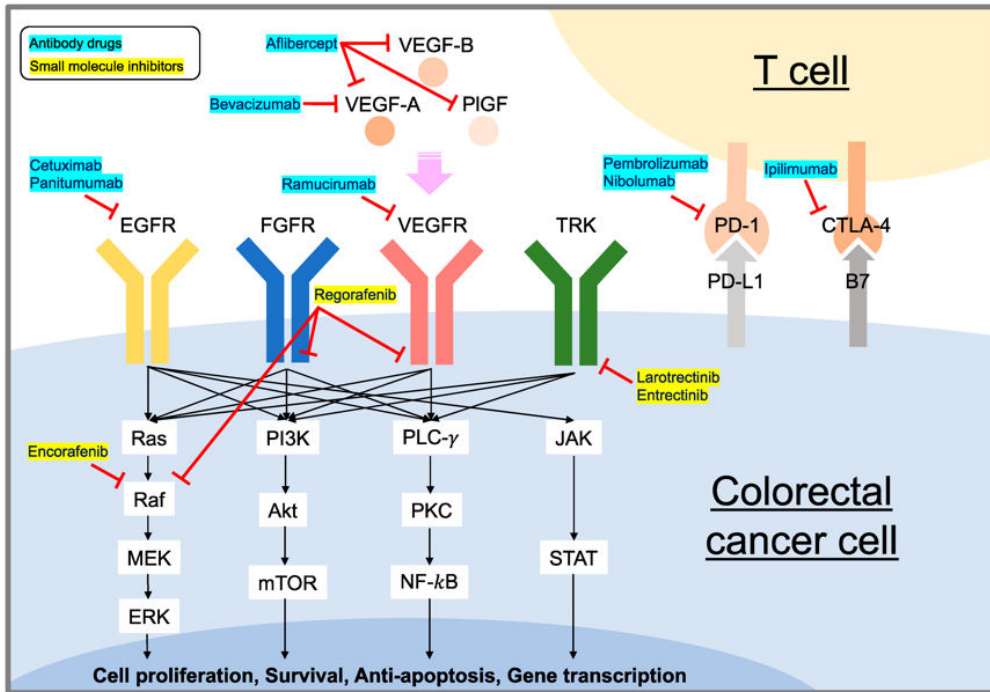 Antibody drugs
Small molecule inhibitors
Aflibercept
VEGF-B
Bevacizumab
VEGF-A
PIGF
T cell
Cetuximab
Panitumumab
Ramucirumab
Pembrolizumab
Nibolumab
Ipilimumab
EGFR
FGFR
VEGFR
TRK
PD-1
CTLA-4
PD-L1
B7
Regorafenib
Larotrectinib
Entrectinib
Ras
PI3K
PLC-γ
JAK
Encorafenib
Raf
Akt
PKC
Colorectal
cancer cell
MEK
mTOR
NF-kB
STAT
ERK
Cell proliferation, Survival, Anti-apoptosis, Gene transcription